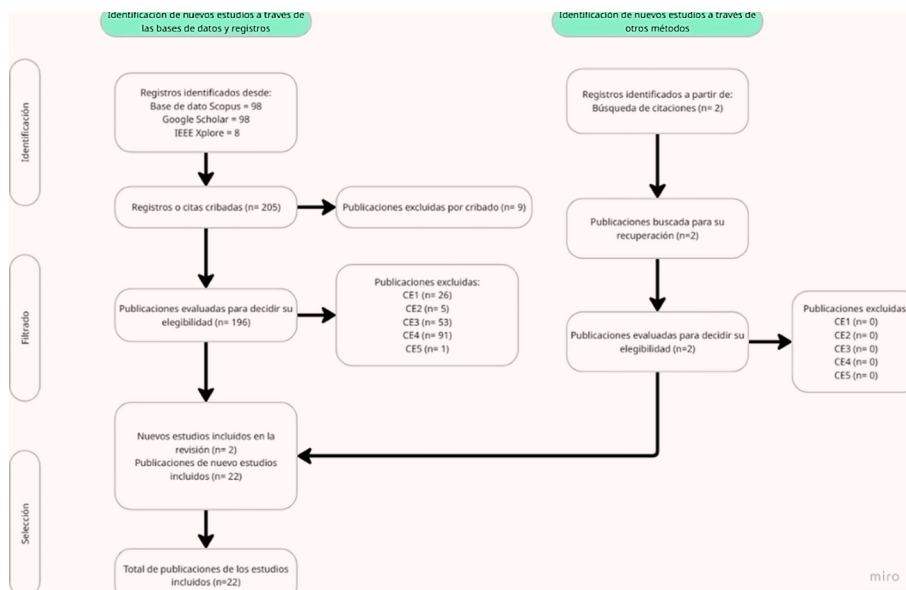 Identificación de nuevos estudios a través de
las bases de datos y registros
Identificación de nuevos estudios a través de
otros métodos
Identificación
Registros identificados desde:
Base de dato Scopus = 98
Google Scholar = 98
IEEE Xplore = 8
Registros identificados a partir de:
Búsqueda de citaciones (n= 2)
Registros o citas cribadas (n= 205)
Publicaciones excluidas por cribado (n= 9)
Publicaciones buscada para su
recuperación (n=2)
Filtrado
Publicaciones evaluadas para decidir su
elegibilidad (n= 196)
Publicaciones excluidas:
CE1 (n= 26)
CE2 (n= 5)
CE3 (n= 53)
CE4 (n= 91)
CE5 (n= 1)
Publicaciones evaluadas para decidir su
elegibilidad (n=2)
Publicaciones excluidas
CE1 (n= 0)
CE2 (n= 0)
CE3 (n= 0)
CE4 (n= 0)
CE5 (n= 0)
Selección
Nuevos estudios incluidos en la
revisión (n= 2)
Publicaciones de nuevo estudios
incluidos (n= 22)
Total de publicaciones de los estudios
incluidos (n=22)
miro